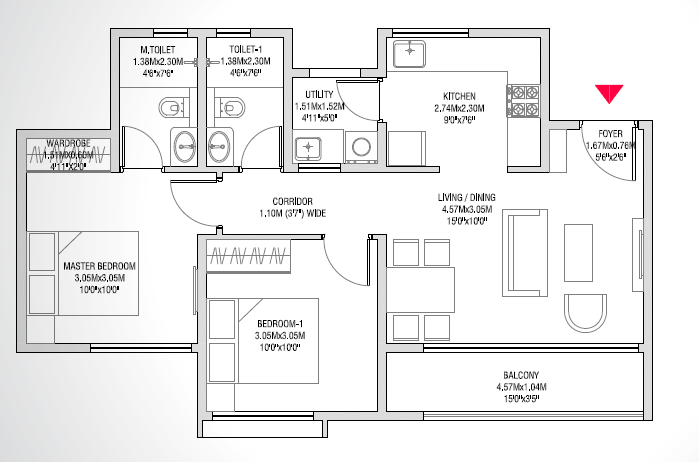 M.TOILET
1.38MX2.30M
4'6"x7'6"
TOILET-1
1.38MX2.30M
4'6"x7'6"
UTILITY
1.51MX1.52M
4'11"x5'0"
KITCHEN
2.74MX2.30M
9'0"x7'6"
FOYER
1.67MX0.76M
5'6"x2'6"
WARDROBE
1.51MX0.60M
4'11"x2'0"
CORRIDOR
1.10M (3'7") WIDE
LIVING / DINING
4.57MX3.05M
15'0"x10'0"
MASTER BEDROOM
3.05MX3.05M
10'0"x10'0"
BEDROOM-1
3.05MX3.05M
10'0"x10'0"
BALCONY
4.57MX1.04M
15'0"x3'5"